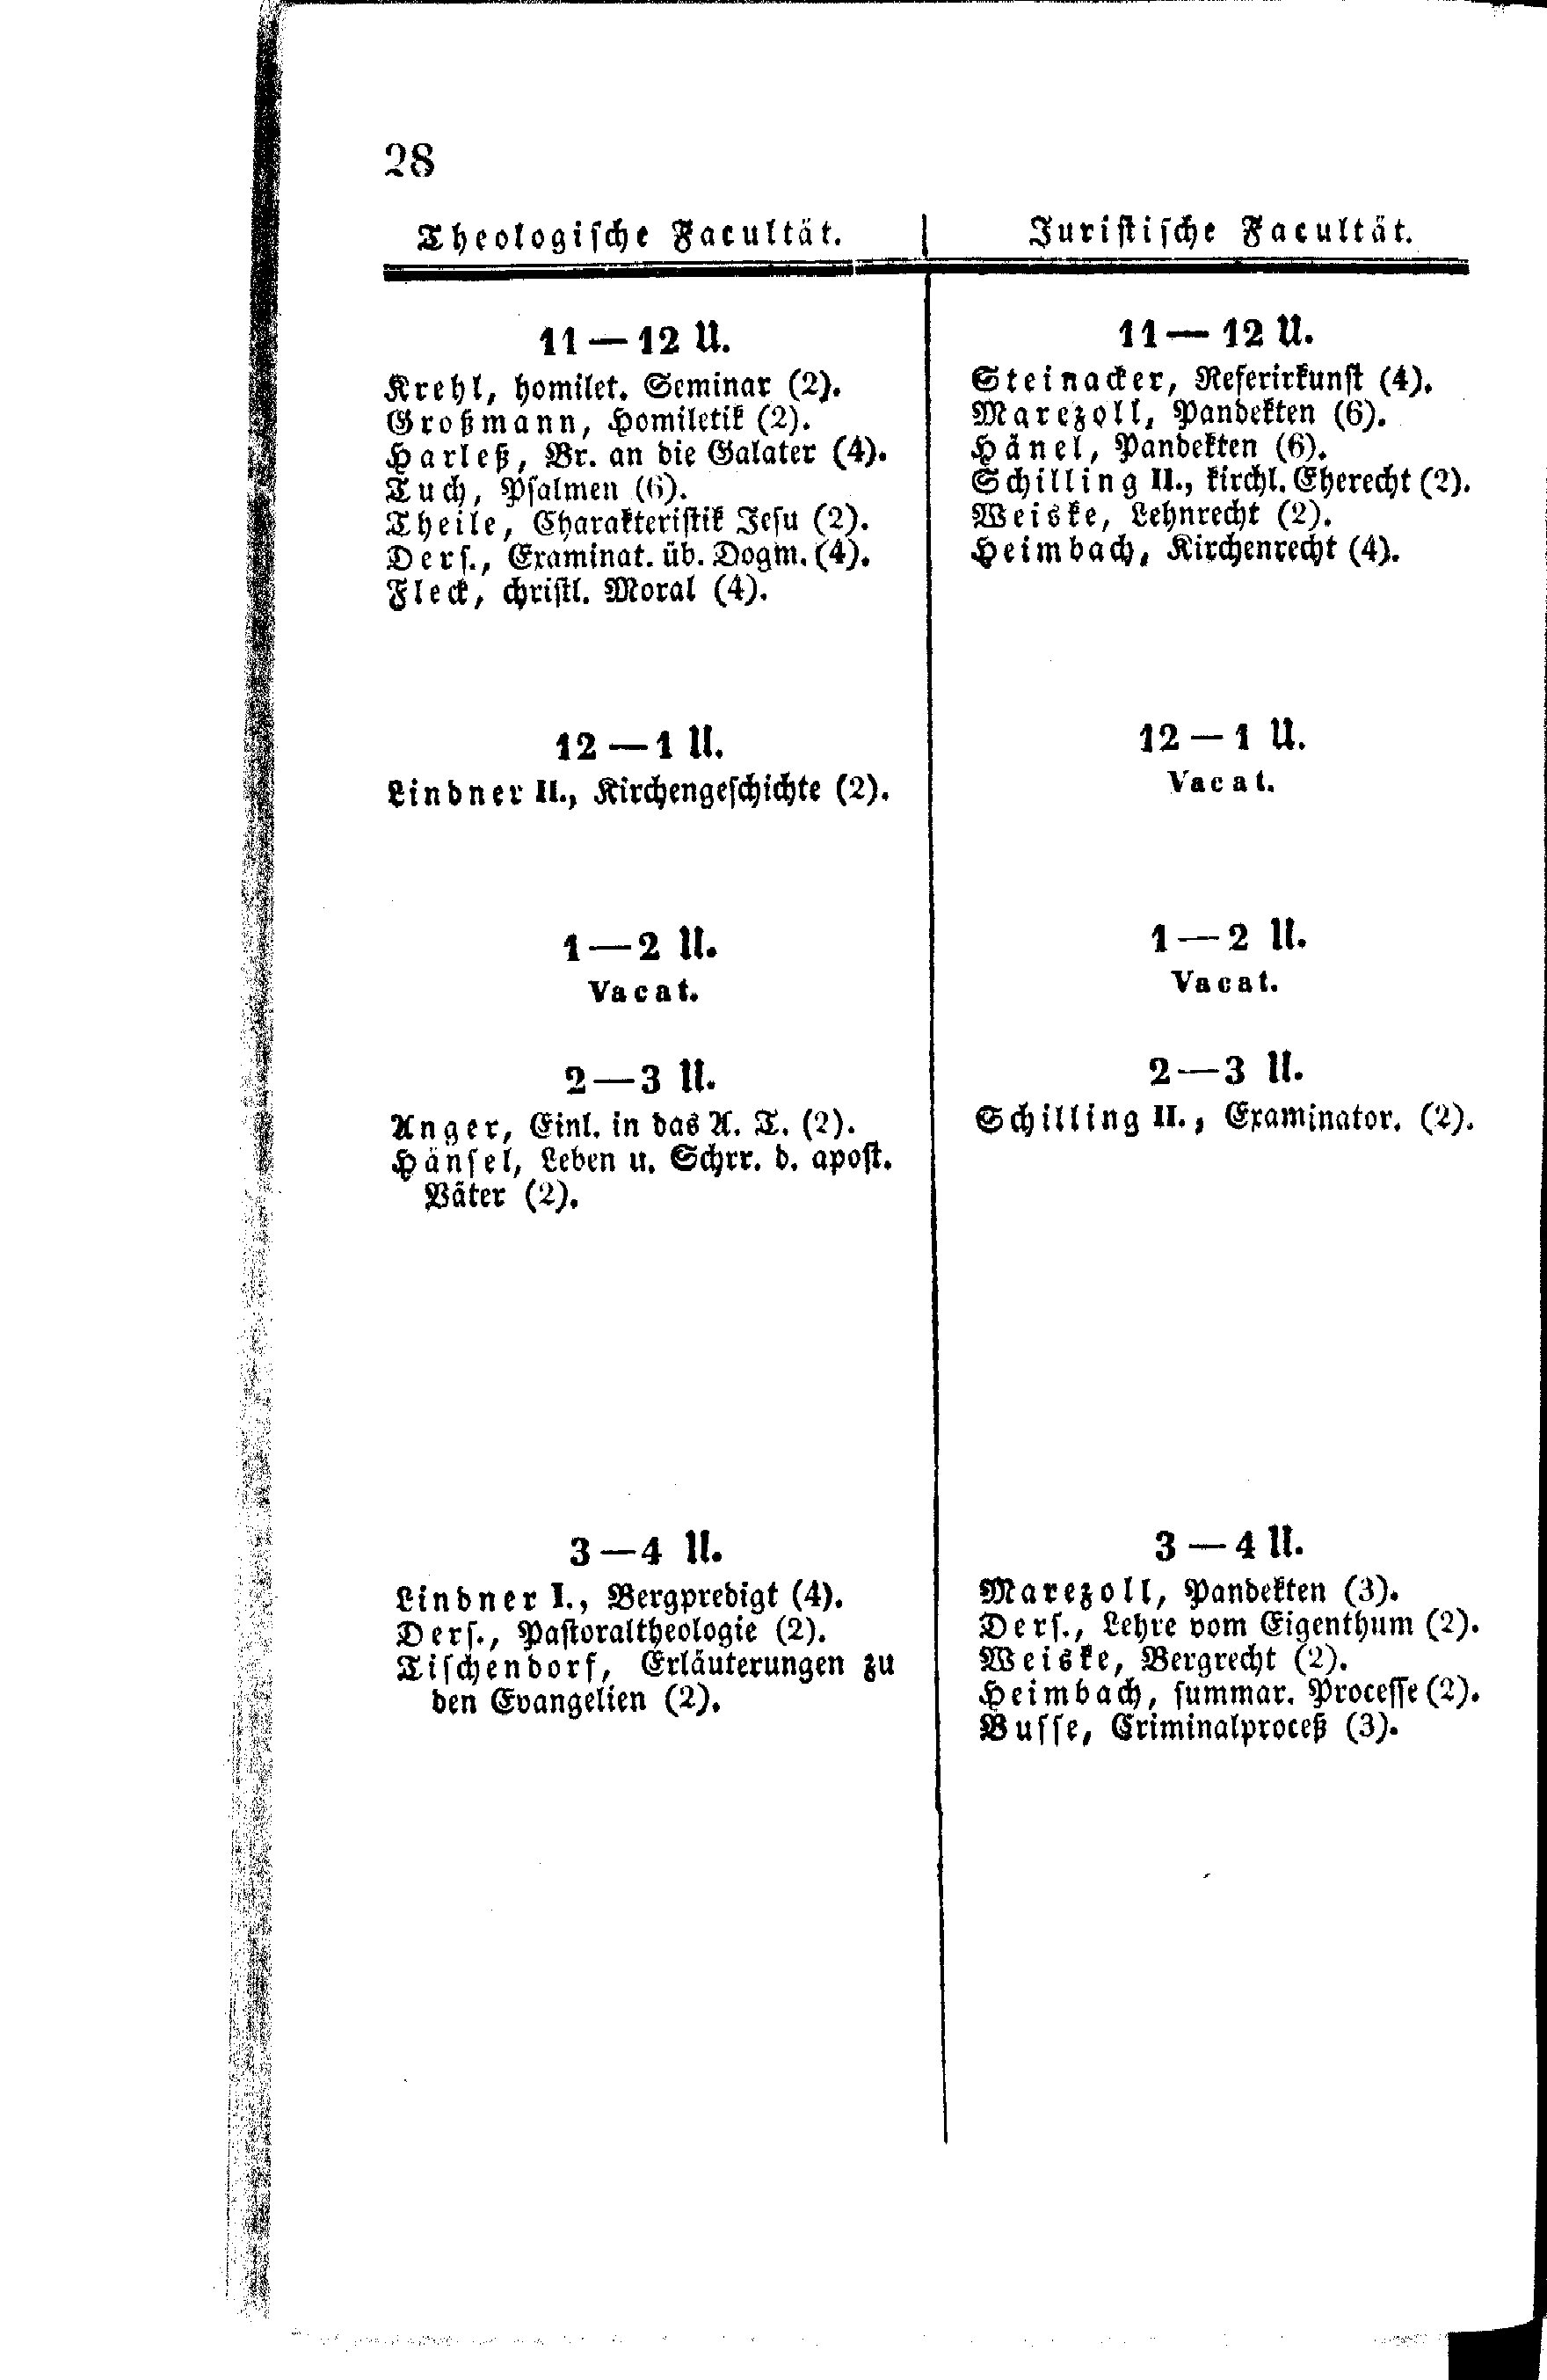 28
Theologische Facultät.
11 — 12 U.
Krehl, homilet. Seminar (2).
Großmann, Homiletik (2).
Harleß, Br. an die Galater (4).
Tuch, Psalmen (6).
Theile, Charakteristik Jesu (2).
Ders., Examinat. üb. Dogm. (4).
Fleck, christl. Moral (4).
12 — 1 U.
Lindner II., Kirchengeschichte (2).
1 — 2 U.
Vacat.
2 — 3 U.
Anger, Einl. in das A. T. (2).
Hänsel, Leben u. Schrr. d. apost.
Väter (2).
3 — 4 U.
Lindner I., Bergpredigt (4).
Ders., Pastoraltheologie (2).
Tischendorf, Erläuterungen zu
den Evangelien (2).
Juristische Facultät.
11 — 12 U.
Steinacker, Referirkunst (4).
Marezoll, Pandekten (6).
Hänel, Pandekten (6).
Schilling II., kirchl. Eherecht (2).
Weiske, Lehnrecht (2).
Heimbach, Kirchenrecht (4).
12 — 1 U.
Vacat.
1 — 2 U.
Vacat.
2 — 3 U.
Schilling II., Examinator. (2).
3 — 4 U.
Marezoll, Pandekten (3).
Ders., Lehre vom Eigenthum (2).
Weiske, Bergrecht (2).
Heimbach, summar. Processe (2).
Busse, Criminalproceß (3).